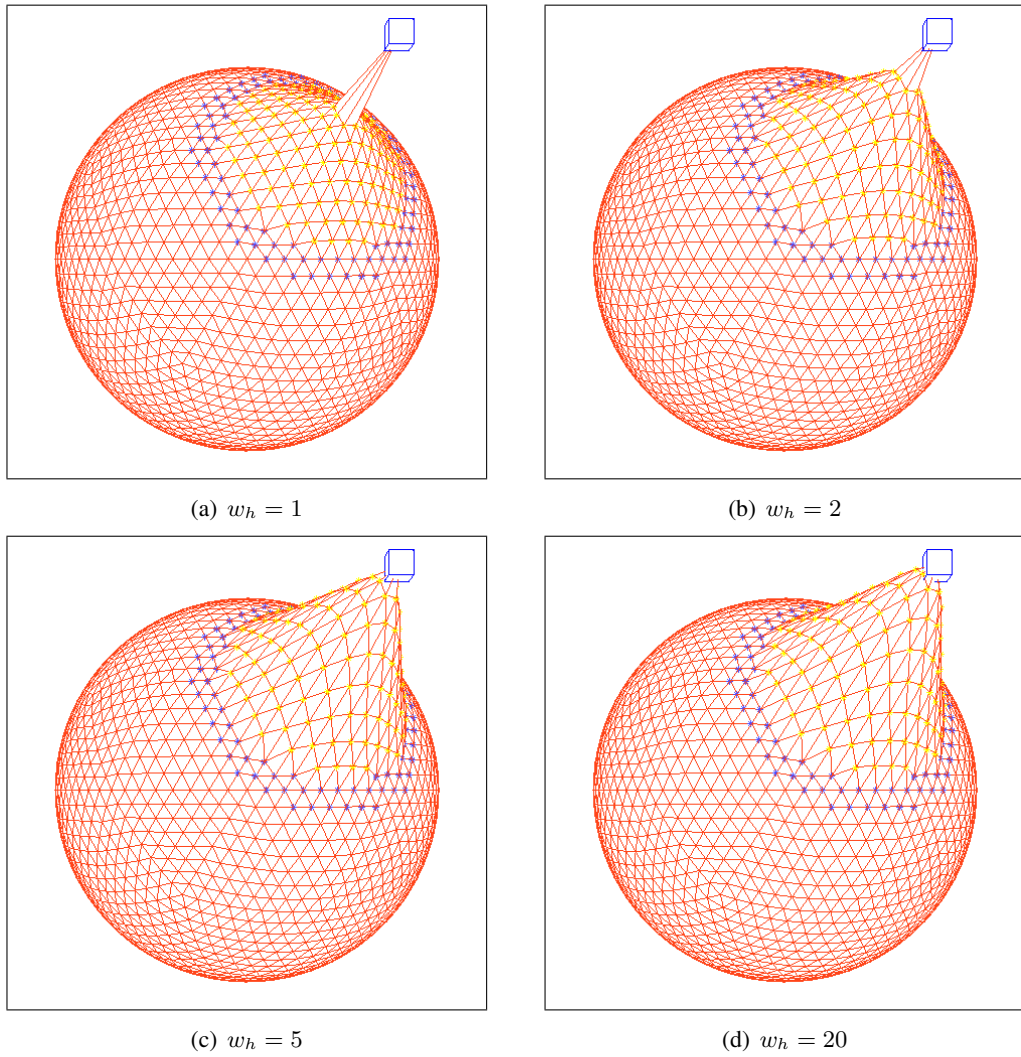 (a) w_h = 1
(b) w_h = 2
(c) w_h = 5
(d) w_h = 20